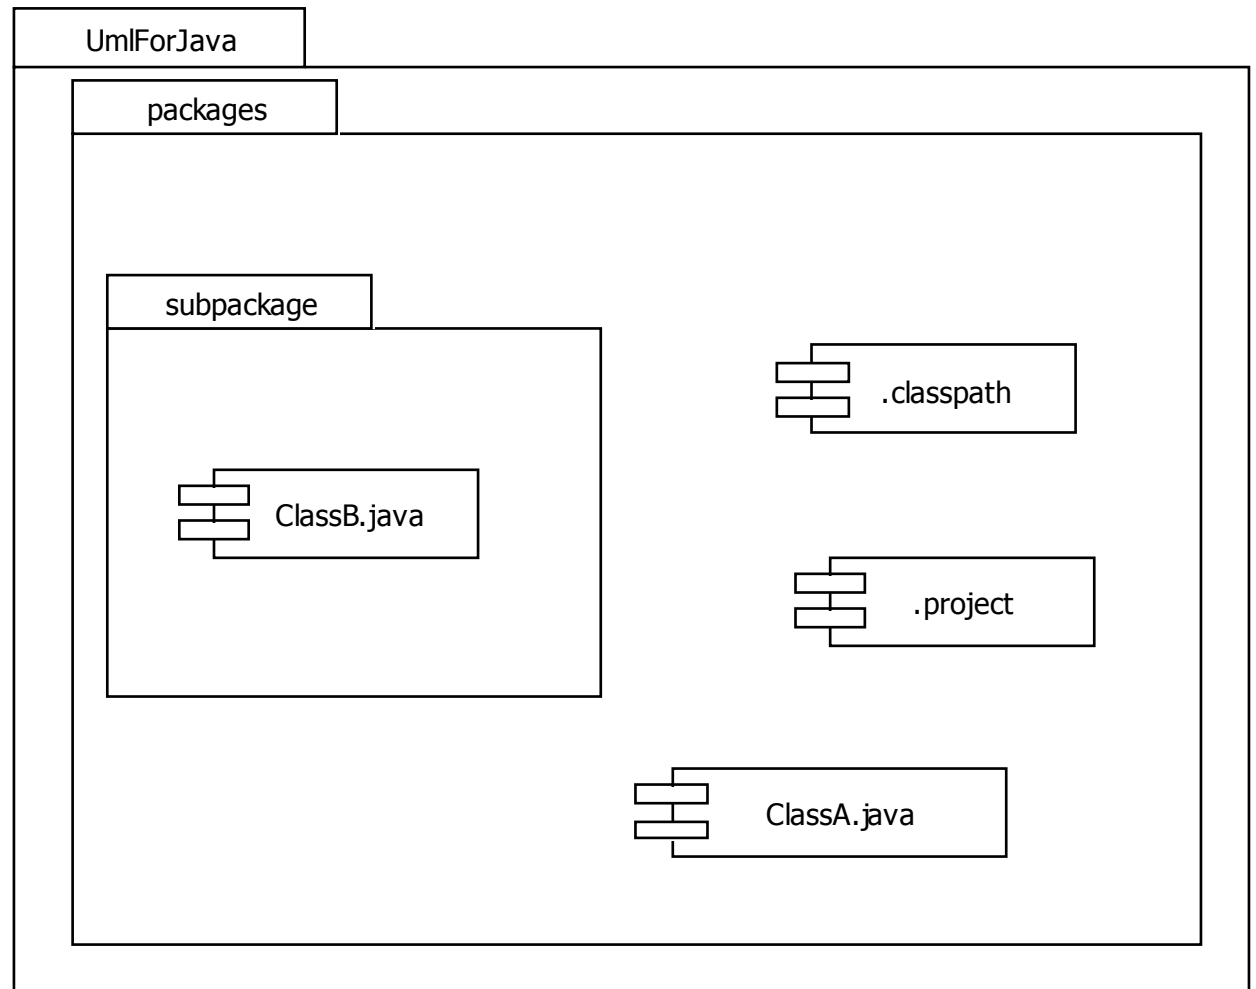 UmlForJava
packages
subpackage
.classpath
ClassB.java
.project
ClassA.java